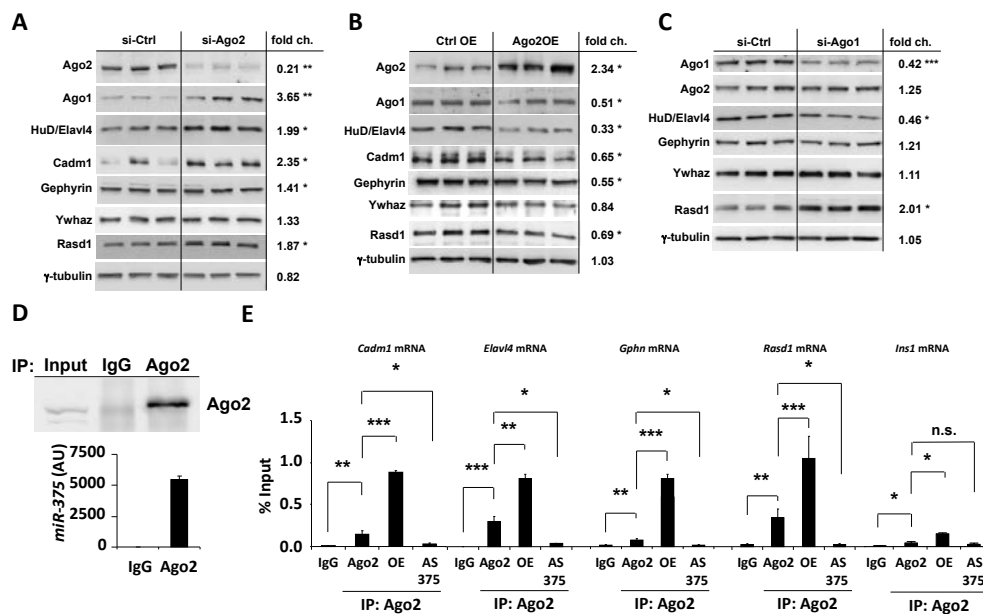 A
si-Ctrl si-Ago2 fold ch.
Ago2 0.21 **
Ago1 3.65 **
HuD/Elavl4 1.99 *
Cadm1 2.35 *
Gephyrin 1.41 *
Ywhaz 1.33
Rasd1 1.87 *
γ-tubulin 0.82
B
Ctrl OE Ago2OE fold ch.
Ago2 2.34 *
Ago1 0.51 *
HuD/Elavl4 0.33 *
Cadm1 0.65 *
Gephyrin 0.55 *
Ywhaz 0.84
Rasd1 0.69 *
γ-tubulin 1.03
C
si-Ctrl si-Ago1 fold ch.
Ago1 0.42 ***
Ago2 1.25
HuD/Elavl4 0.46 *
Gephyrin 1.21
Ywhaz 1.11
Rasd1 2.01 *
γ-tubulin 1.05
D
IP: Input IgG Ago2
Ago2
miR-375 (AU)
7500
5000
2500
0
IgG Ago2
E
Cadm1 mRNA Elavl4 mRNA Gphn mRNA Rasd1 mRNA Ins1 mRNA
* * * * n.s.
*** ** *** *** *
** *** ** ** *
% Input
1.0
0.5
0.0
IgG Ago2 OE AS IgG Ago2 OE AS IgG Ago2 OE AS IgG Ago2 OE AS IgG Ago2 OE AS
375 375 375 375 375
IP: Ago2 IP: Ago2 IP: Ago2 IP: Ago2 IP: Ago2